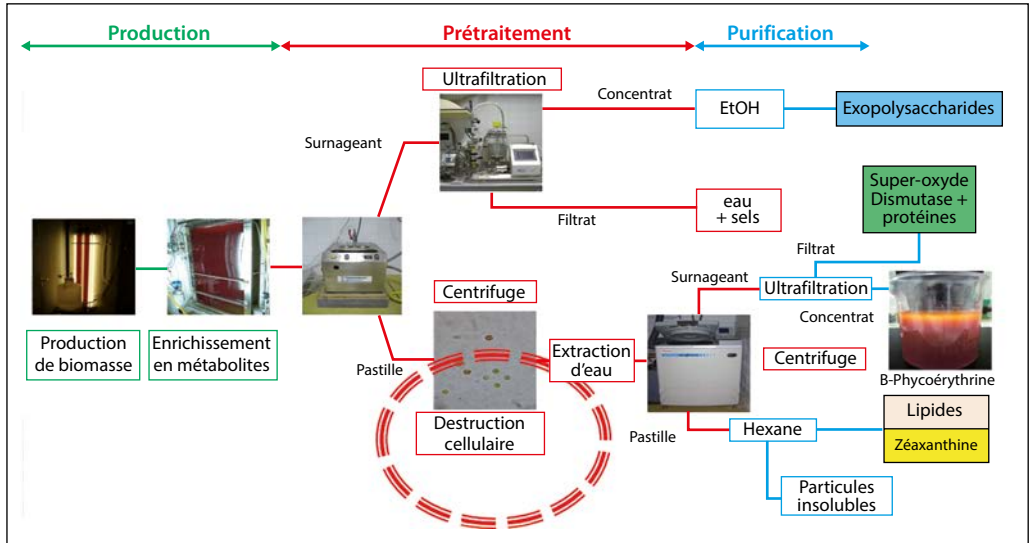 Production
Prétraitement
Purification
Ultrafiltration
Concentrat
EtOH
Exopolysaccharides
Surnageant
Filtrat
eau
+ sels
Super-oxyde
Dismutase +
protéines
Filtrat
Surnageant
Ultrafiltration
Concentrat
B-Phycoérythrine
Centrifuge
Production
de biomasse
Enrichissement
en métabolites
Pastille
Extraction
d'eau
Centrifuge
Destruction
cellulaire
Pastille
Hexane
Lipides
Zéaxanthine
Particules
insolubles